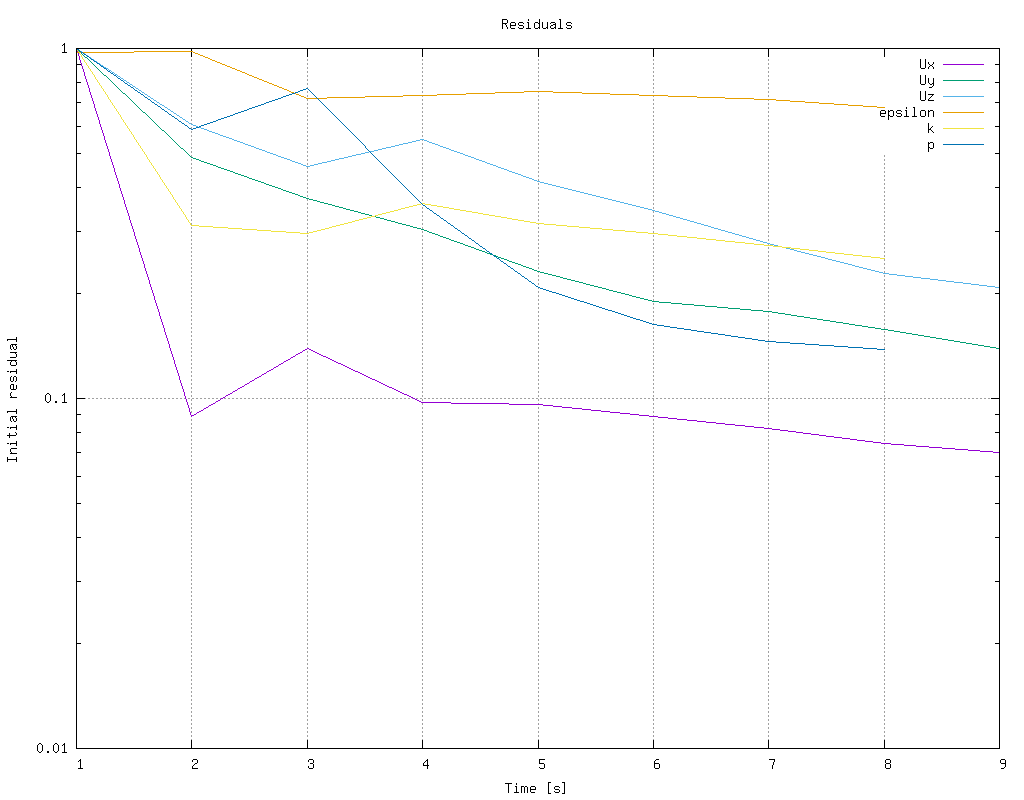 Residuals
1
0.1
0.01
Initial residual
Ux
Uy
Uz
epsilon
k
p
1 2 3 4 5 6 7 8 9
Time [s]